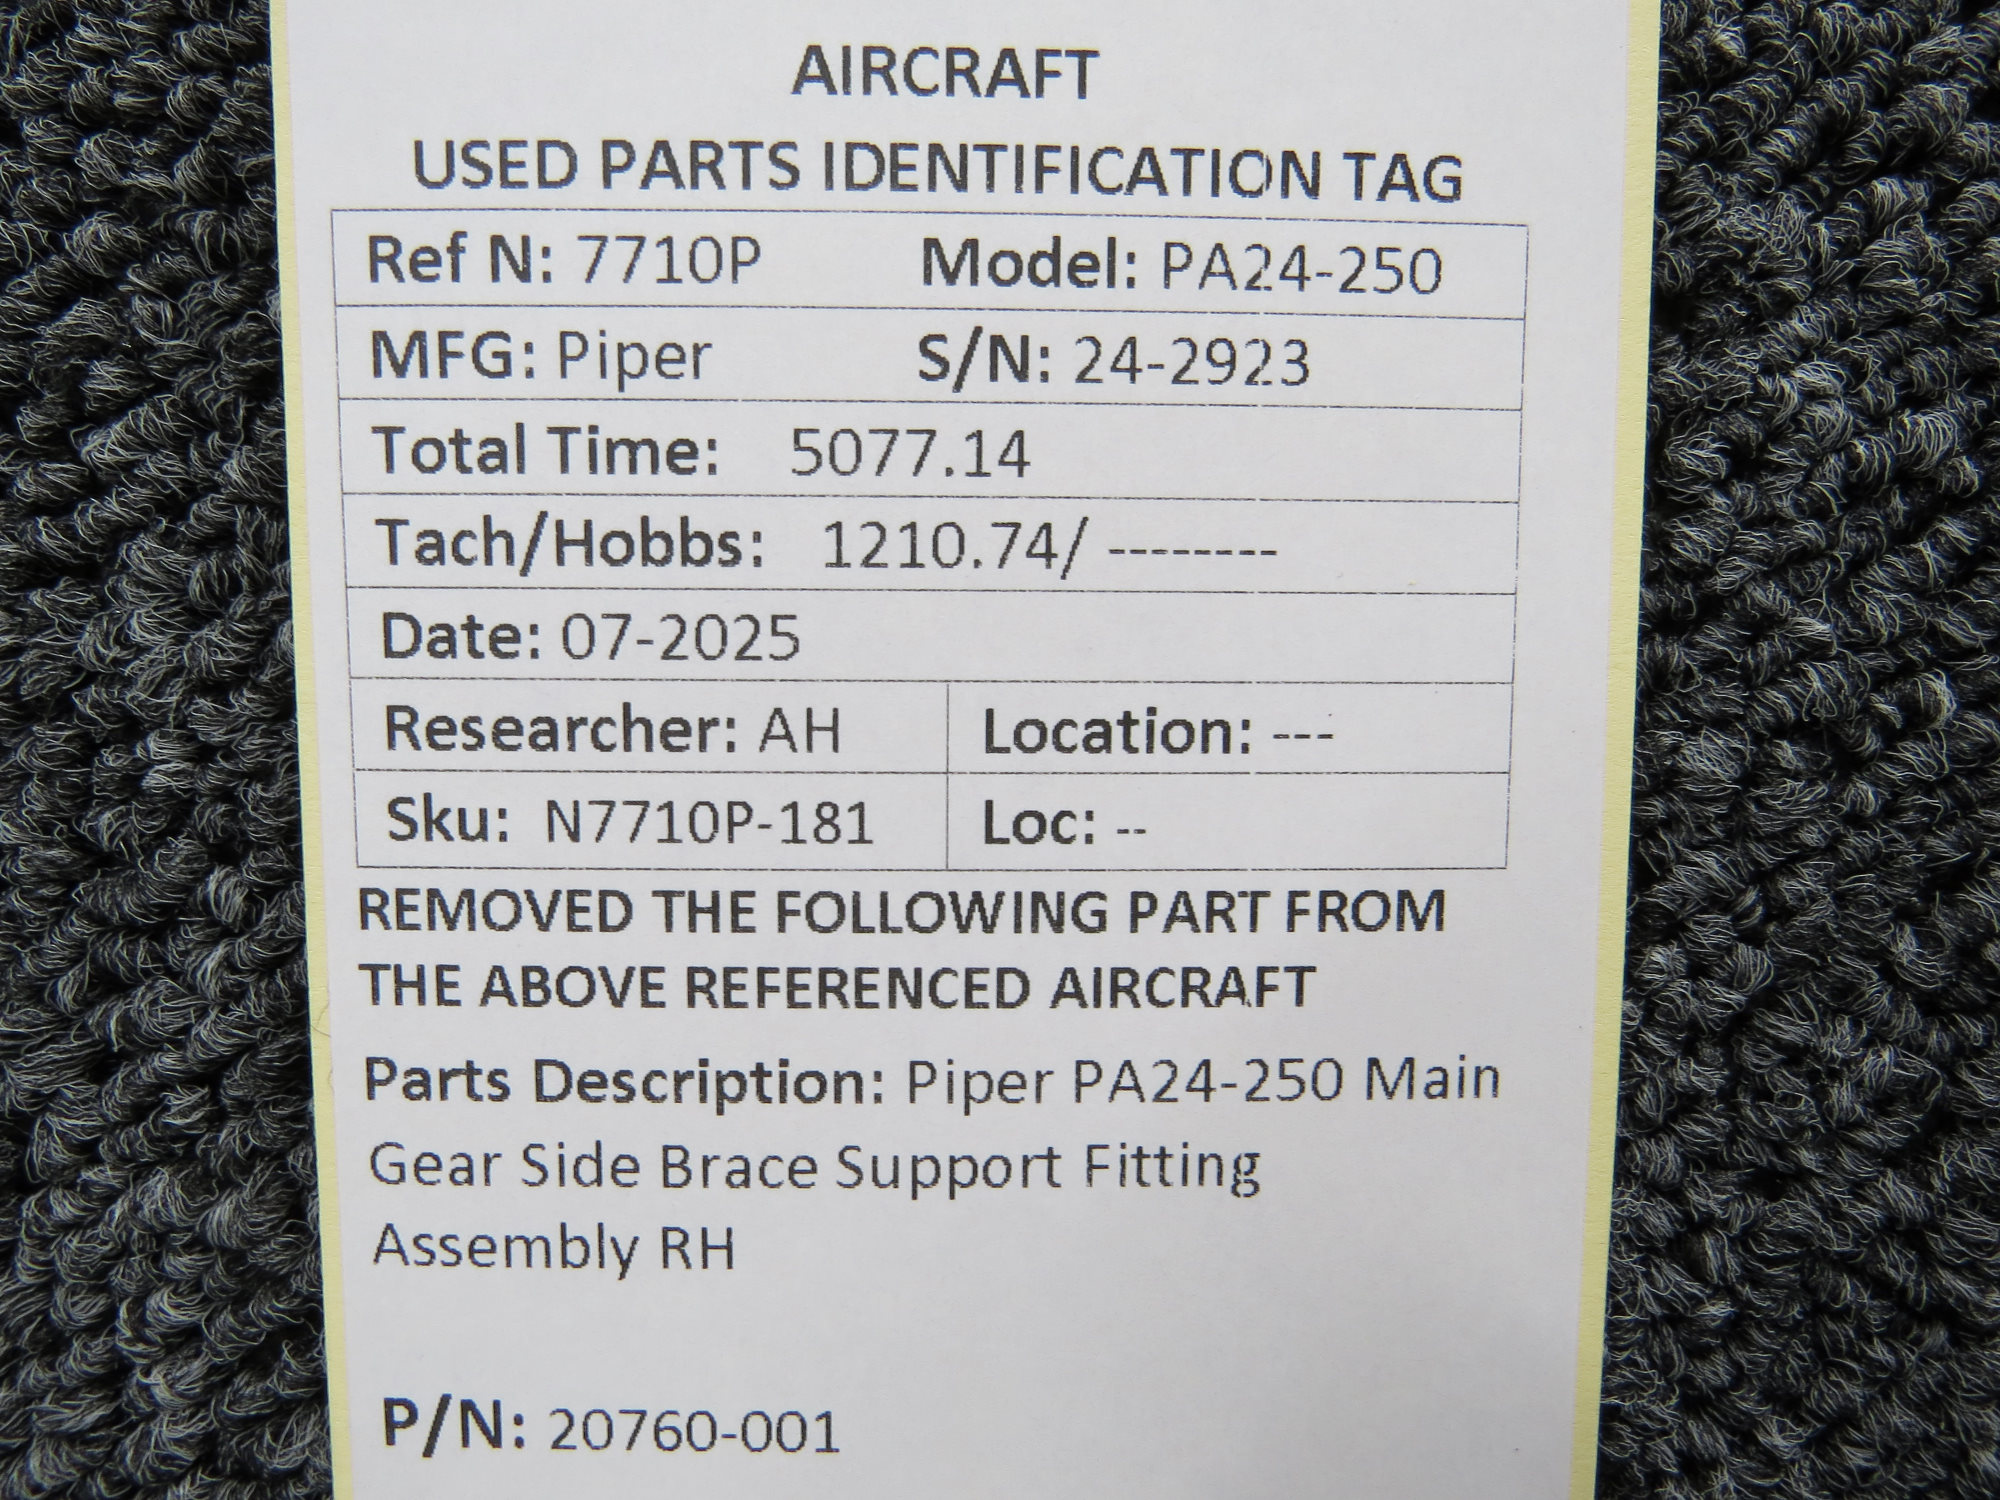 AIRCRAFT
USED PARTS IDENTIFICATION TAG
Ref N: 7710P Model: PA24-250
MFG: Piper S/N: 24-2923
Total Time: 5077.14
Tach/Hobbs: 1210.74/ --------
Date: 07-2025
Researcher: AH Location: ---
Sku: N7710P-181 Loc: --
REMOVED THE FOLLOWING PART FROM
THE ABOVE REFERENCED AIRCRAFT
Parts Description: Piper PA24-250 Main
Gear Side Brace Support Fitting
Assembly RH
P/N: 20760-001